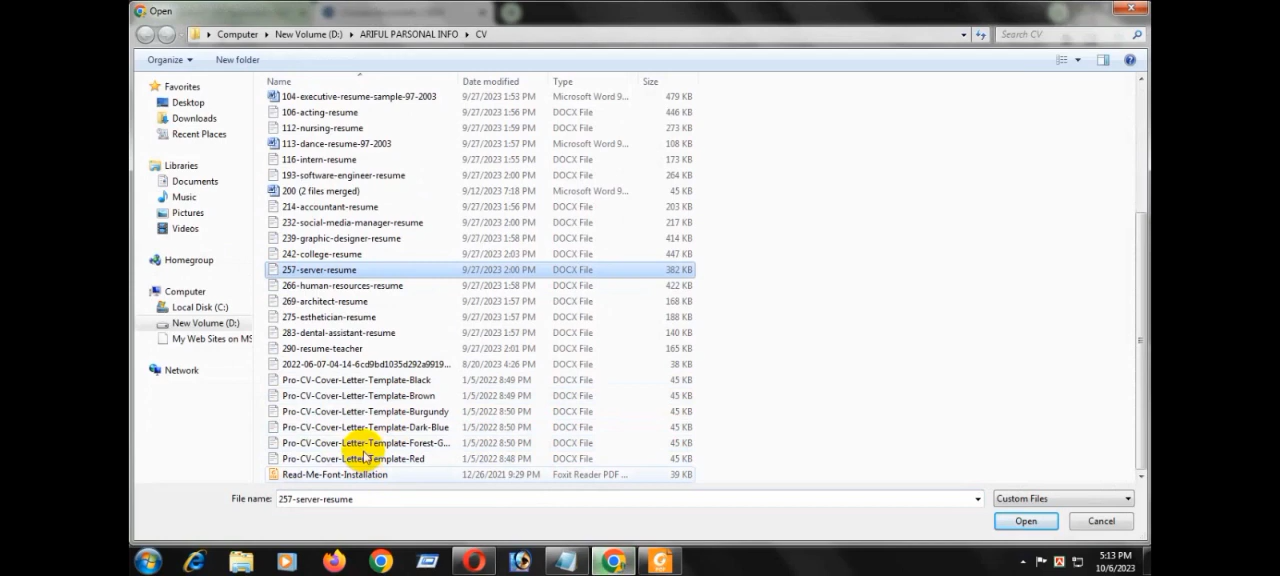 Open
Computer ▸ New Volume (D:) ▸ ARIFUL PARSONAL INFO ▸ CV
Search CV
Organize
New folder
Favorites
Desktop
Downloads
Recent Places
Libraries
Documents
Music
Pictures
Videos
Homegroup
Computer
Local Disk (C:)
New Volume (D:)
My Web Sites on MS
Network
Name Date modified Type Size
104-executive-resume-sample-97-2003 9/27/2023 1:53 PM Microsoft Word 9... 479 KB
106-acting-resume 9/27/2023 1:56 PM DOCX File 446 KB
112-nursing-resume 9/27/2023 1:59 PM DOCX File 273 KB
113-dance-resume-97-2003 9/27/2023 1:57 PM Microsoft Word 9... 108 KB
116-intern-resume 9/27/2023 1:55 PM DOCX File 173 KB
193-software-engineer-resume 9/27/2023 2:00 PM DOCX File 264 KB
200 (2 files merged) 9/12/2023 7:18 PM Microsoft Word 9... 45 KB
214-accountant-resume 9/27/2023 1:56 PM DOCX File 203 KB
232-social-media-manager-resume 9/27/2023 2:00 PM DOCX File 217 KB
239-graphic-designer-resume 9/27/2023 1:58 PM DOCX File 414 KB
242-college-resume 9/27/2023 2:03 PM DOCX File 447 KB
257-server-resume 9/27/2023 2:00 PM DOCX File 382 KB
266-human-resources-resume 9/27/2023 1:58 PM DOCX File 422 KB
269-architect-resume 9/27/2023 1:57 PM DOCX File 168 KB
275-esthetician-resume 9/27/2023 1:57 PM DOCX File 188 KB
283-dental-assistant-resume 9/27/2023 1:57 PM DOCX File 140 KB
290-resume-teacher 9/27/2023 2:01 PM DOCX File 165 KB
2022-06-07-04-14-6cd9bd1035d292a9919... 8/20/2023 4:26 PM DOCX File 38 KB
Pro-CV-Cover-Letter-Template-Black 1/5/2022 8:49 PM DOCX File 45 KB
Pro-CV-Cover-Letter-Template-Brown 1/5/2022 8:49 PM DOCX File 45 KB
Pro-CV-Cover-Letter-Template-Burgundy 1/5/2022 8:50 PM DOCX File 45 KB
Pro-CV-Cover-Letter-Template-Dark-Blue 1/5/2022 8:50 PM DOCX File 45 KB
Pro-CV-Cover-Letter-Template-Forest-G... 1/5/2022 8:50 PM DOCX File 45 KB
Pro-CV-Cover-Letter-Template-Red 1/5/2022 8:48 PM DOCX File 45 KB
Read-Me-Font-Installation 12/26/2021 9:29 PM Foxit Reader PDF ... 39 KB
File name: 257-server-resume
Custom Files
Open
Cancel
5:13 PM
10/6/2023